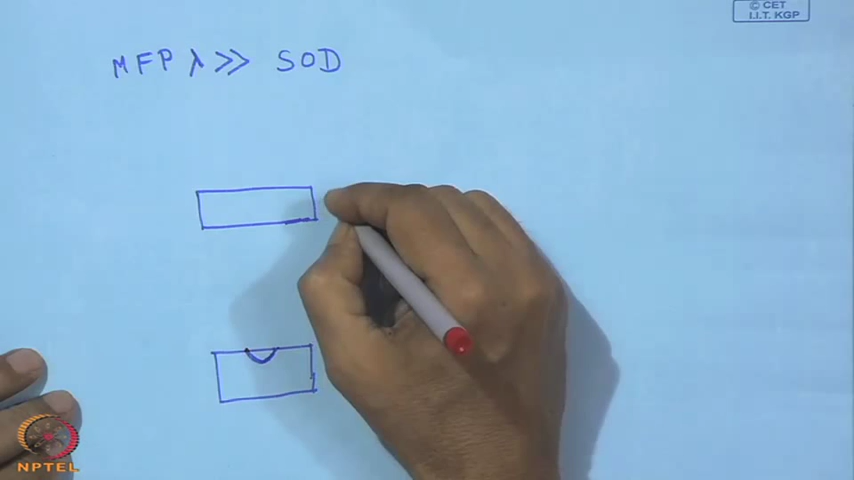 © CET
I.I.T. KGP
MFP λ >> SOD
NPTEL